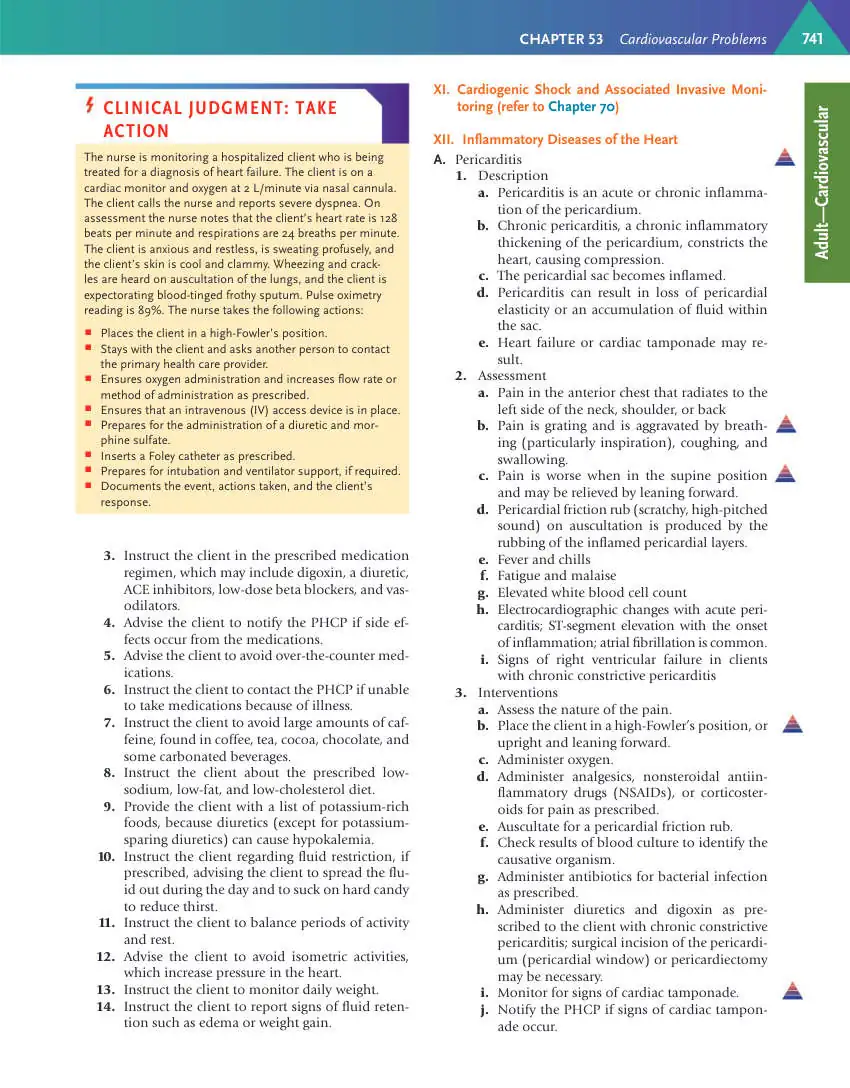 CHAPTER 53 Cardiovascular Problems 741
CLINICAL JUDGMENT: TAKE
ACTION
The nurse is monitoring a hospitalized client who is being
treated for a diagnosis of heart failure. The client is on a
cardiac monitor and oxygen at 2 L/minute via nasal cannula.
The client calls the nurse and reports severe dyspnea. On
assessment the nurse notes that the client's heart rate is 128
beats per minute and respirations are 24 breaths per minute.
The client is anxious and restless, is sweating profusely, and
the client's skin is cool and clammy. Wheezing and crack-
les are heard on auscultation of the lungs, and the client is
expectorating blood-tinged frothy sputum. Pulse oximetry
reading is 89%. The nurse takes the following actions:
■ Places the client in a high-Fowler's position.
■ Stays with the client and asks another person to contact
the primary health care provider.
■ Ensures oxygen administration and increases flow rate or
method of administration as prescribed.
■ Ensures that an intravenous (IV) access device is in place.
■ Prepares for the administration of a diuretic and mor-
phine sulfate.
■ Inserts a Foley catheter as prescribed.
■ Prepares for intubation and ventilator support, if required.
■ Documents the event, actions taken, and the client's
response.
3. Instruct the client in the prescribed medication
regimen, which may include digoxin, a diuretic,
ACE inhibitors, low-dose beta blockers, and vas-
odilators.
4. Advise the client to notify the PHCP if side ef-
fects occur from the medications.
5. Advise the client to avoid over-the-counter med-
ications.
6. Instruct the client to contact the PHCP if unable
to take medications because of illness.
7. Instruct the client to avoid large amounts of caf-
feine, found in coffee, tea, cocoa, chocolate, and
some carbonated beverages.
8. Instruct the client about the prescribed low-
sodium, low-fat, and low-cholesterol diet.
9. Provide the client with a list of potassium-rich
foods, because diuretics (except for potassium-
sparing diuretics) can cause hypokalemia.
10. Instruct the client regarding fluid restriction, if
prescribed, advising the client to spread the flu-
id out during the day and to suck on hard candy
to reduce thirst.
11. Instruct the client to balance periods of activity
and rest.
12. Advise the client to avoid isometric activities,
which increase pressure in the heart.
13. Instruct the client to monitor daily weight.
14. Instruct the client to report signs of fluid reten-
tion such as edema or weight gain.
XI. Cardiogenic Shock and Associated Invasive Moni-
toring (refer to Chapter 70)
XII. Inflammatory Diseases of the Heart
A. Pericarditis
1. Description
a. Pericarditis is an acute or chronic inflamma-
tion of the pericardium.
b. Chronic pericarditis, a chronic inflammatory
thickening of the pericardium, constricts the
heart, causing compression.
c. The pericardial sac becomes inflamed.
d. Pericarditis can result in loss of pericardial
elasticity or an accumulation of fluid within
the sac.
e. Heart failure or cardiac tamponade may re-
sult.
2. Assessment
a. Pain in the anterior chest that radiates to the
left side of the neck, shoulder, or back
b. Pain is grating and is aggravated by breath-
ing (particularly inspiration), coughing, and
swallowing.
c. Pain is worse when in the supine position
and may be relieved by leaning forward.
d. Pericardial friction rub (scratchy, high-pitched
sound) on auscultation is produced by the
rubbing of the inflamed pericardial layers.
e. Fever and chills
f. Fatigue and malaise
g. Elevated white blood cell count
h. Electrocardiographic changes with acute peri-
carditis; ST-segment elevation with the onset
of inflammation; atrial fibrillation is common.
i. Signs of right ventricular failure in clients
with chronic constrictive pericarditis
3. Interventions
a. Assess the nature of the pain.
b. Place the client in a high-Fowler's position, or
upright and leaning forward.
c. Administer oxygen.
d. Administer analgesics, nonsteroidal antiin-
flammatory drugs (NSAIDs), or corticoster-
oids for pain as prescribed.
e. Auscultate for a pericardial friction rub.
f. Check results of blood culture to identify the
causative organism.
g. Administer antibiotics for bacterial infection
as prescribed.
h. Administer diuretics and digoxin as pre-
scribed to the client with chronic constrictive
pericarditis; surgical incision of the pericardi-
um (pericardial window) or pericardiectomy
may be necessary.
i. Monitor for signs of cardiac tamponade.
j. Notify the PHCP if signs of cardiac tampon-
ade occur.
Adult—Cardiovascular